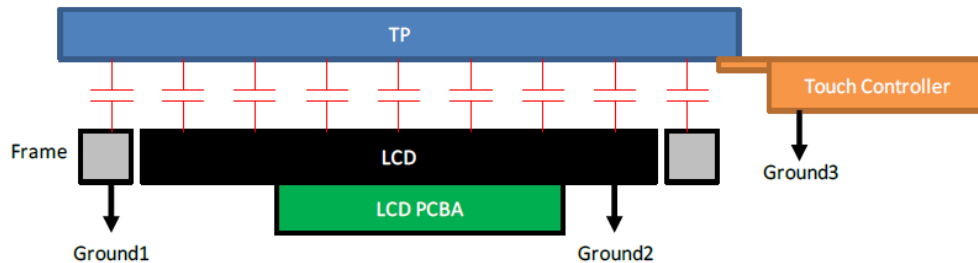 TP
Touch Controller
Frame
LCD
Ground3
LCD PCBA
Ground1
Ground2